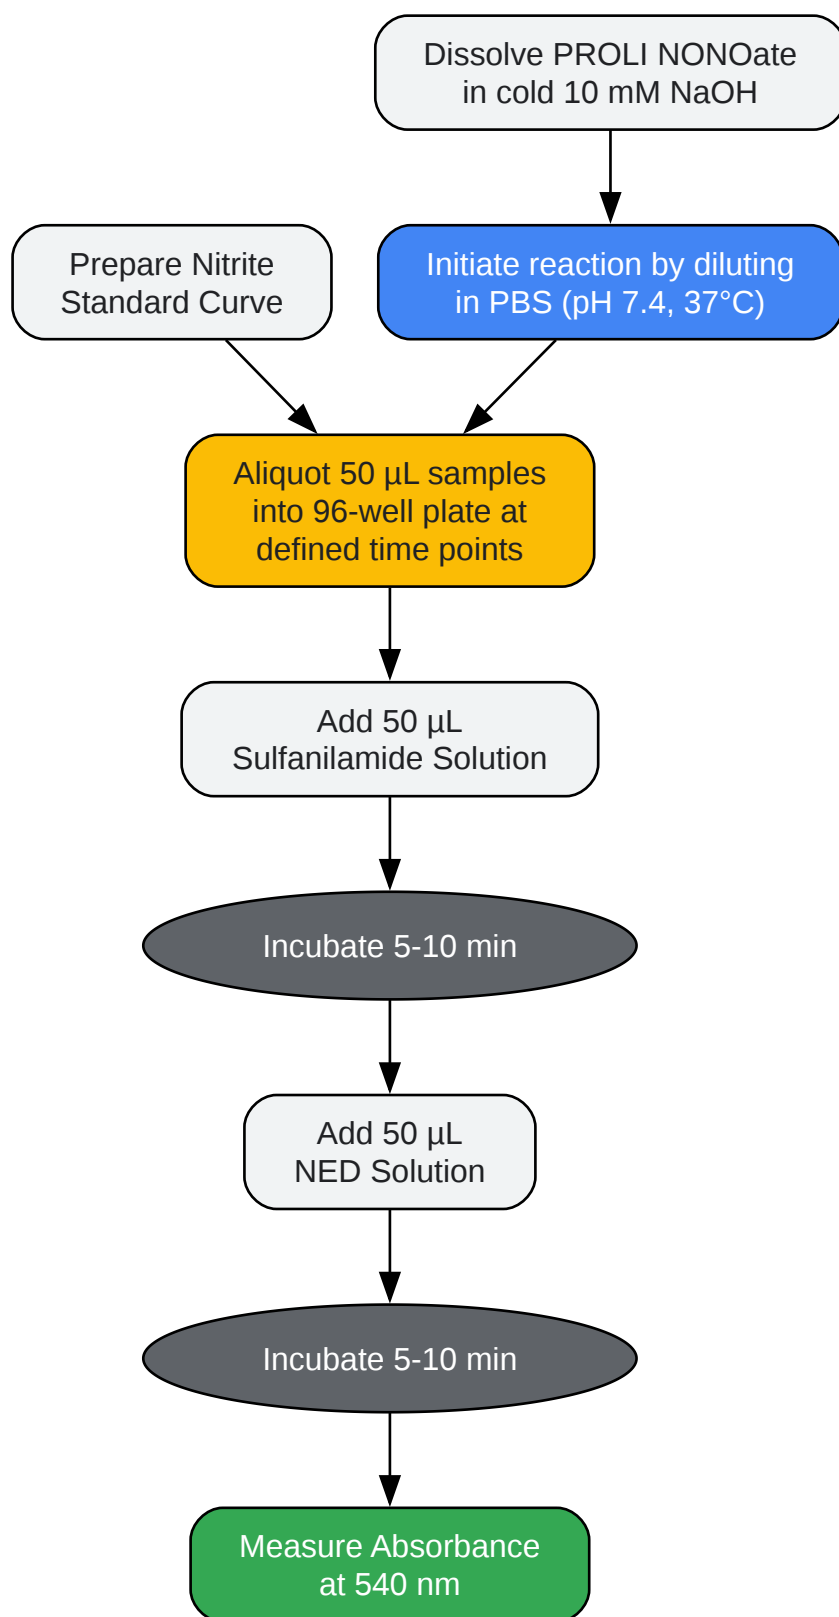 Dissolve PROLI NONOate
in cold 10 mM NaOH
Prepare Nitrite
Standard Curve
Initiate reaction by diluting
in PBS (pH 7.4, 37°C)
Aliquot 50 µL samples
into 96-well plate at
defined time points
Add 50 µL
Sulfanilamide Solution
Incubate 5-10 min
Add 50 µL
NED Solution
Incubate 5-10 min
Measure Absorbance
at 540 nm